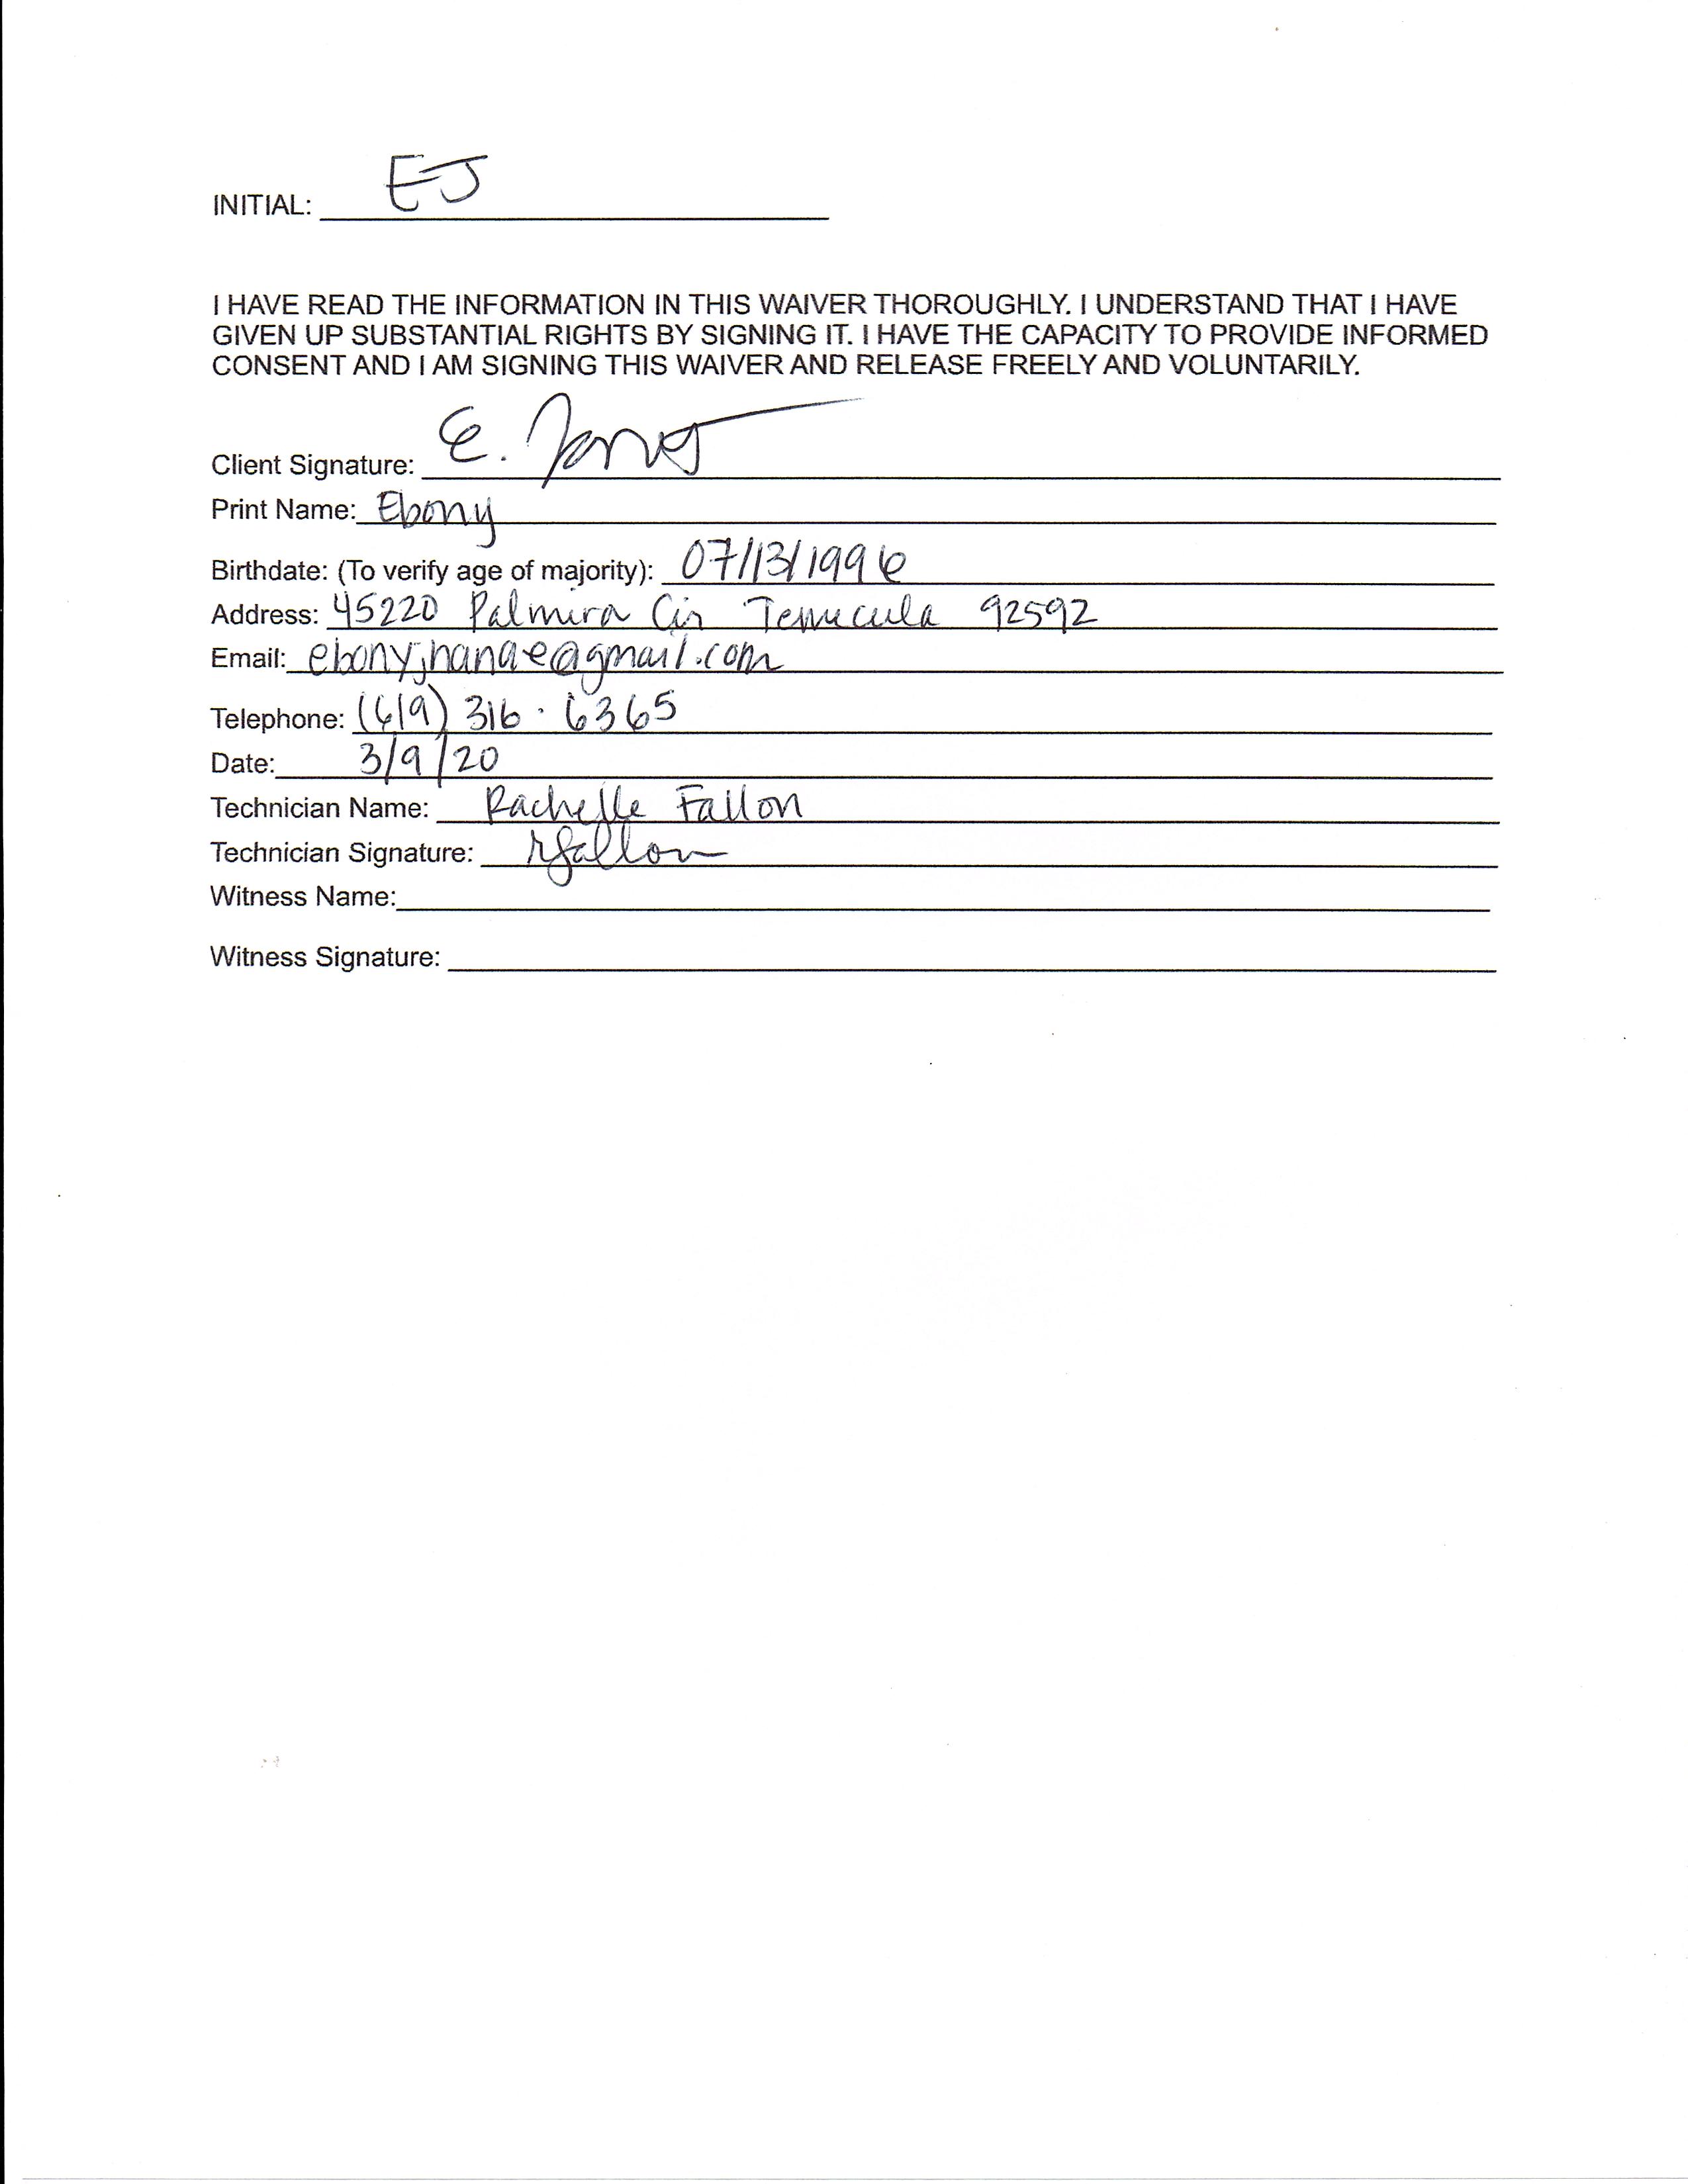 INITIAL: EJ
I HAVE READ THE INFORMATION IN THIS WAIVER THOROUGHLY. I UNDERSTAND THAT I HAVE
GIVEN UP SUBSTANTIAL RIGHTS BY SIGNING IT. I HAVE THE CAPACITY TO PROVIDE INFORMED
CONSENT AND I AM SIGNING THIS WAIVER AND RELEASE FREELY AND VOLUNTARILY.
Client Signature: E. Jones
Print Name: Ebony
Birthdate: (To verify age of majority): 07/13/1996
Address: 45220 Palmira Cir Temecula 92592
Email: ebonyjhanae@gmail.com
Telephone: (619) 316 · 6365
Date: 3/9/20
Technician Name: Rachelle Fallon
Technician Signature: rfallon
Witness Name:
Witness Signature: